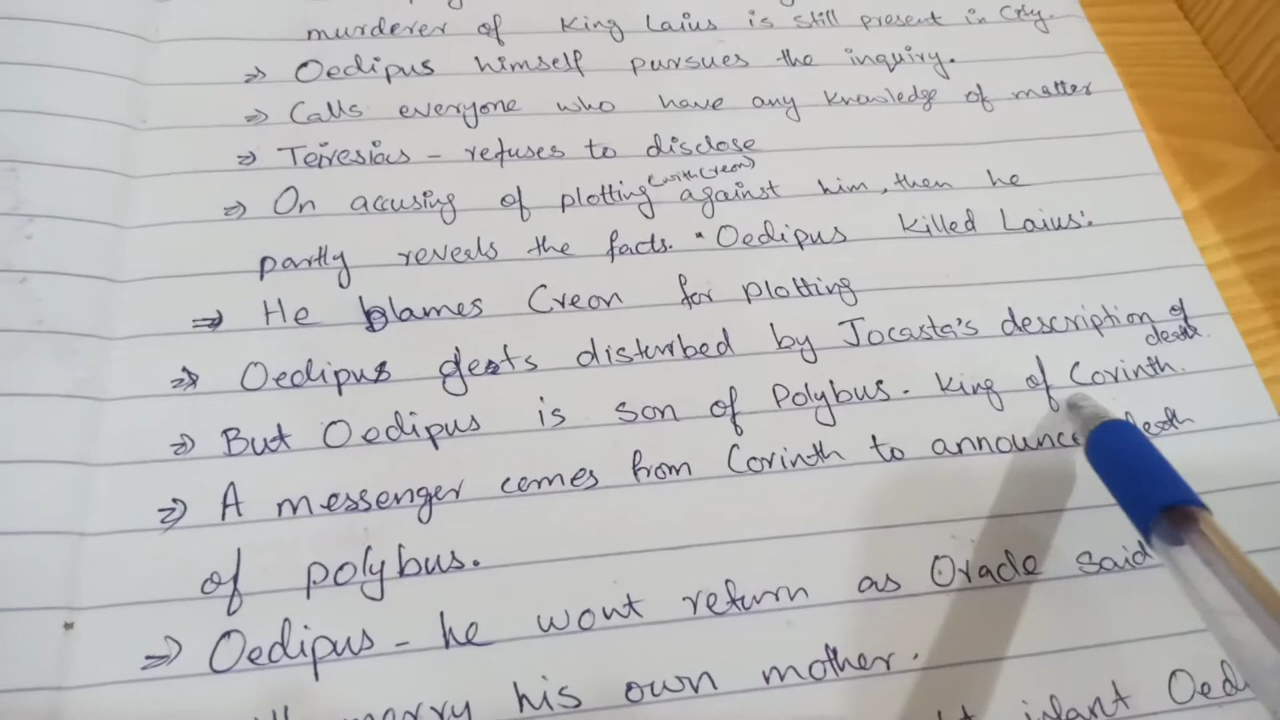 murderer of King Laius is still present in City.
⇒ Oedipus himself pursues the inquiry.
⇒ Calls everyone who have any knowledge of matter
⇒ Teiresias - refuses to disclose
⇒ On accusing of plotting (with Creon) against him, then he
partly reveals the facts. "Oedipus killed Laius".
⇒ He blames Creon for plotting
⇒ Oedipus gets disturbed by Jocasta's description of death.
⇒ But Oedipus is son of Polybus. King of Corinth.
⇒ A messenger comes from Corinth to announce death
of polybus.
⇒ Oedipus - he wont return as Oracle said
marry his own mother.
infant Oed